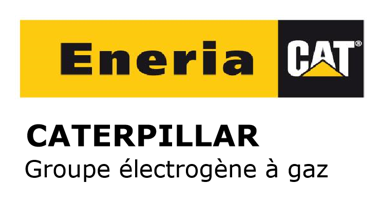 Eneria CAT®
CATERPILLAR
Groupe électrogène à gaz